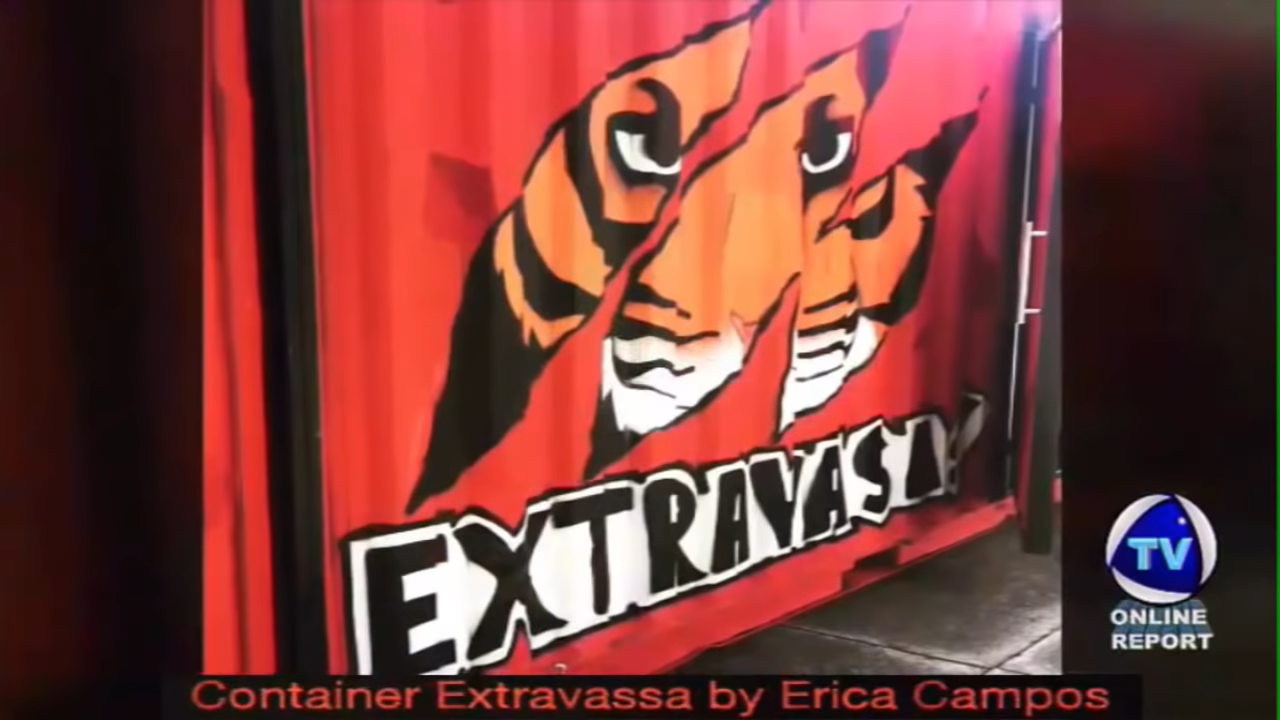 EXTRAVASA!
TV
ONLINE
REPORT
Container Extravassa by Erica Campos